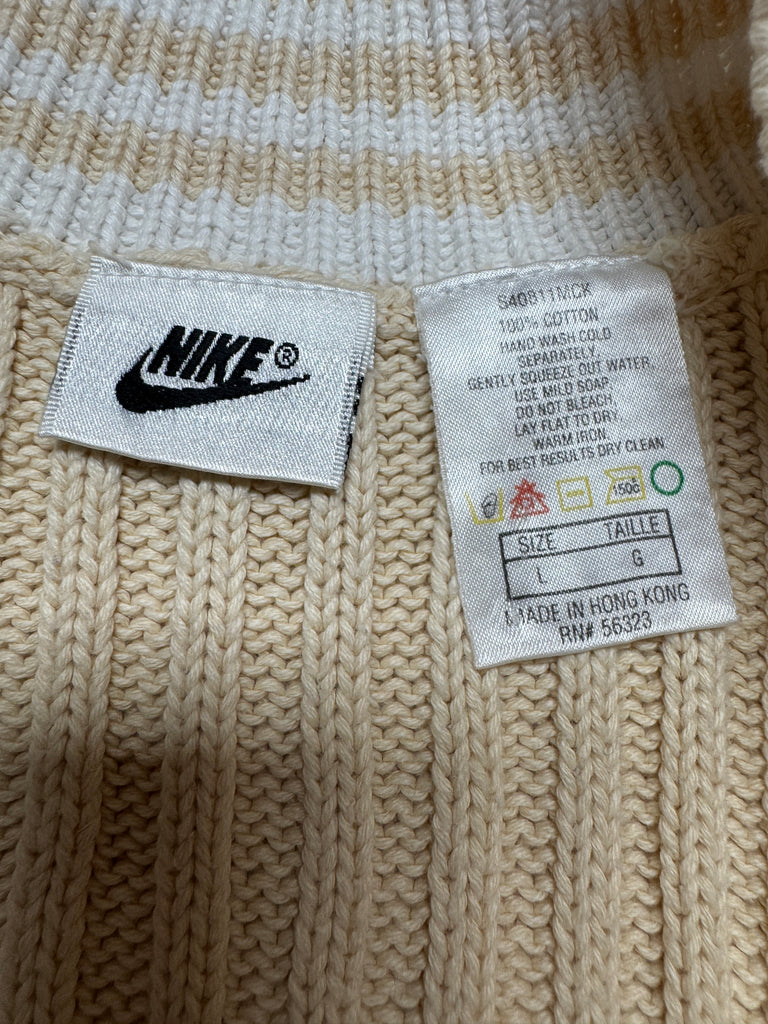 NIKE®
S40811MCK
100% COTTON
HAND WASH COLD
SEPARATELY.
GENTLY SQUEEZE OUT WATER.
USE MILD SOAP.
DO NOT BLEACH.
LAY FLAT TO DRY.
WARM IRON.
FOR BEST RESULTS DRY CLEAN
SIZE TAILLE
L G
MADE IN HONG KONG
RN# 56323